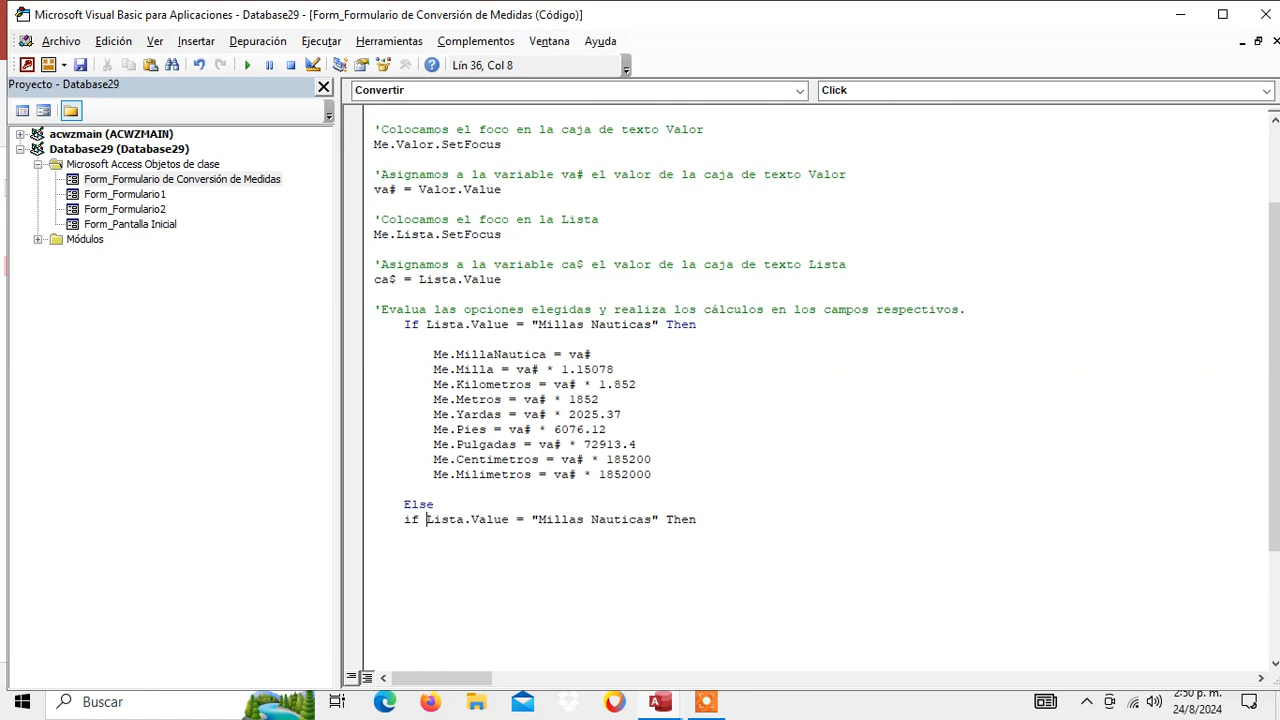 Microsoft Visual Basic para Aplicaciones - Database29 - [Form_Formulario de Conversión de Medidas (Código)]
Archivo Edición Ver Insertar Depuración Ejecutar Herramientas Complementos Ventana Ayuda
Lín 36, Col 8
Proyecto - Database29
Convertir
Click
acwzmain (ACWZMAIN)
Database29 (Database29)
Microsoft Access Objetos de clase
Form_Formulario de Conversión de Medidas
Form_Formulario1
Form_Formulario2
Form_Pantalla Inicial
Módulos
'Colocamos el foco en la caja de texto Valor
Me.Valor.SetFocus
'Asignamos a la variable va# el valor de la caja de texto Valor
va# = Valor.Value
'Colocamos el foco en la Lista
Me.Lista.SetFocus
'Asignamos a la variable ca$ el valor de la caja de texto Lista
ca$ = Lista.Value
'Evalua las opciones elegidas y realiza los cálculos en los campos respectivos.
If Lista.Value = "Millas Nauticas" Then
Me.MillaNautica = va#
Me.Milla = va# * 1.15078
Me.Kilometros = va# * 1.852
Me.Metros = va# * 1852
Me.Yardas = va# * 2025.37
Me.Pies = va# * 6076.12
Me.Pulgadas = va# * 72913.4
Me.Centimetros = va# * 185200
Me.Milimetros = va# * 1852000
Else
if Lista.Value = "Millas Nauticas" Then
Buscar
2:50 p. m.
24/8/2024